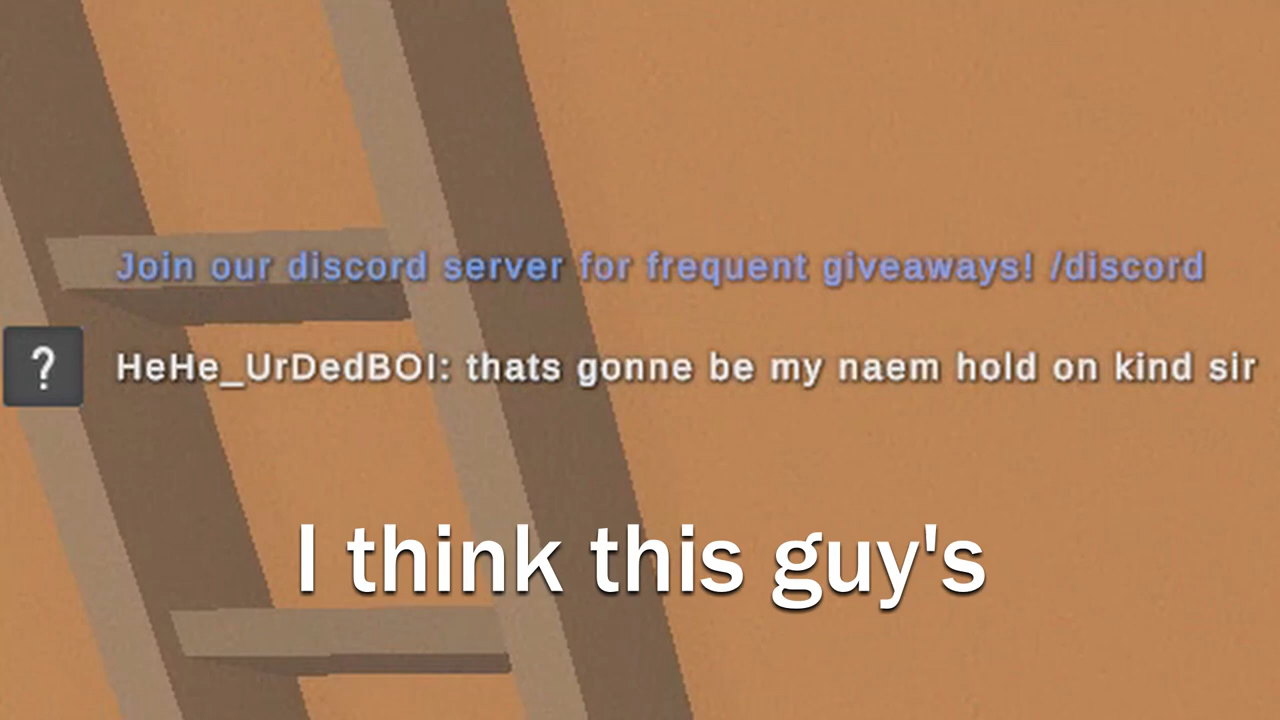 Join our discord server for frequent giveaways! /discord
?
HeHe_UrDedBOI: thats gonne be my naem hold on kind sir
I think this guy's